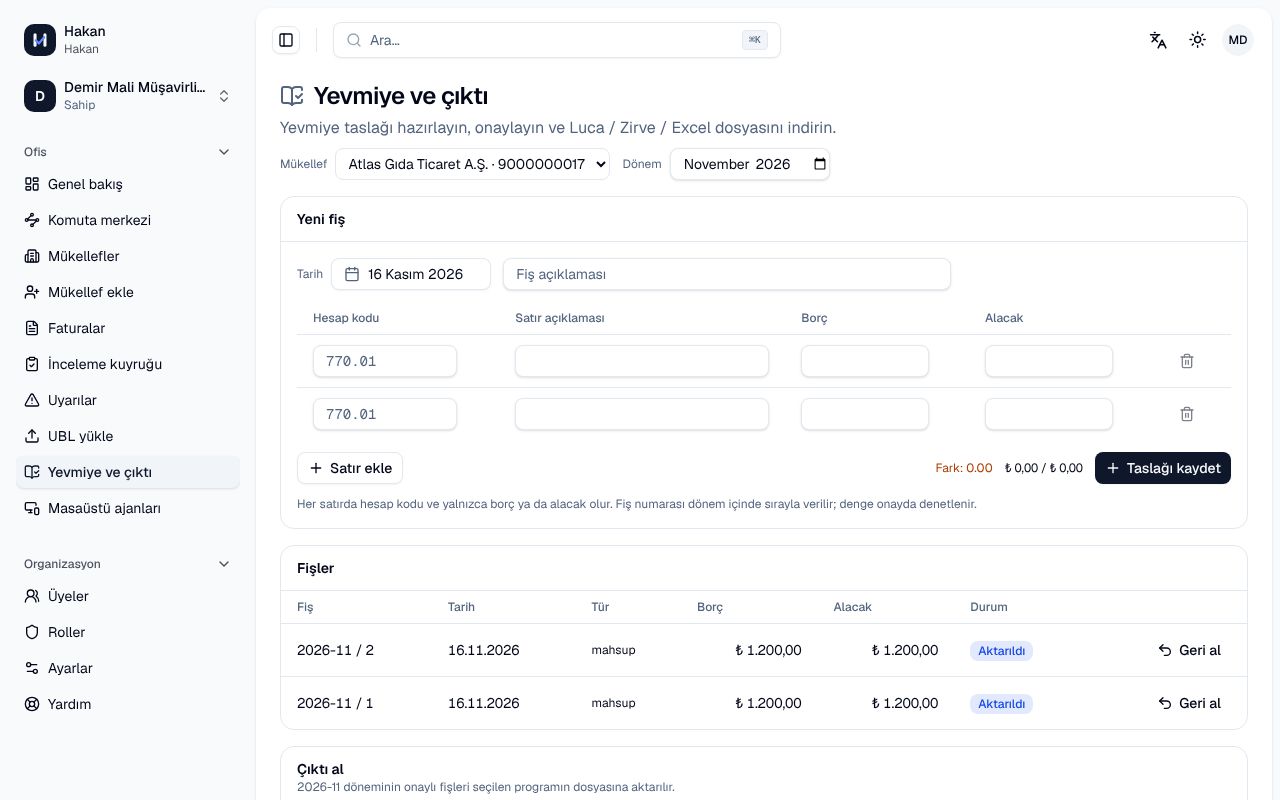 Hakan
Hakan
Ara...
⌘K
MD
D
Demir Mali Müşavirli...
Sahip
Ofis
Genel bakış
Komuta merkezi
Mükellefler
Mükellef ekle
Faturalar
İnceleme kuyruğu
Uyarılar
UBL yükle
Yevmiye ve çıktı
Masaüstü ajanları
Organizasyon
Üyeler
Roller
Ayarlar
Yardım
Yevmiye ve çıktı
Yevmiye taslağı hazırlayın, onaylayın ve Luca / Zirve / Excel dosyasını indirin.
Mükellef Atlas Gıda Ticaret A.Ş. · 9000000017 Dönem November 2026
Yeni fiş
Tarih 16 Kasım 2026 Fiş açıklaması
Hesap kodu Satır açıklaması Borç Alacak
770.01
770.01
Satır ekle Fark: 0.00 ₺ 0,00 / ₺ 0,00 Taslağı kaydet
Her satırda hesap kodu ve yalnızca borç ya da alacak olur. Fiş numarası dönem içinde sırayla verilir; denge onayda denetlenir.
Fişler
Fiş Tarih Tür Borç Alacak Durum
2026-11 / 2 16.11.2026 mahsup ₺ 1.200,00 ₺ 1.200,00 Aktarıldı Geri al
2026-11 / 1 16.11.2026 mahsup ₺ 1.200,00 ₺ 1.200,00 Aktarıldı Geri al
Çıktı al
2026-11 döneminin onaylı fişleri seçilen programın dosyasına aktarılır.